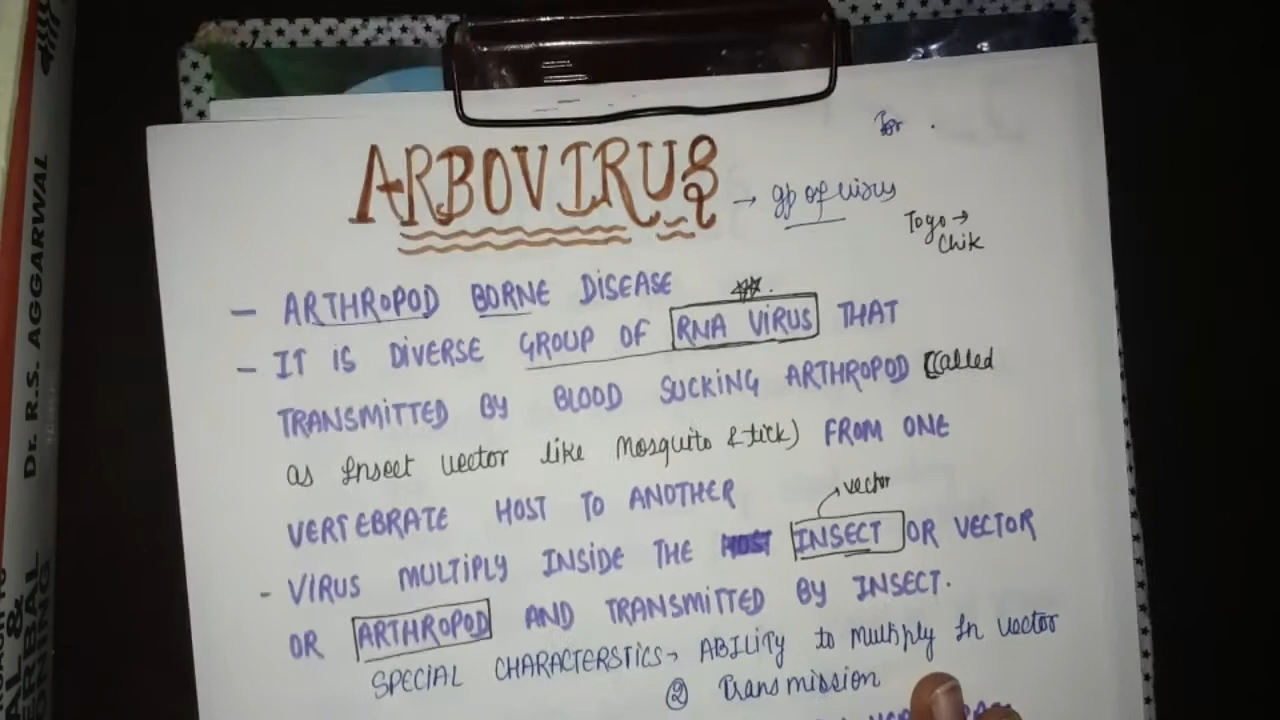 ARBOVIRUS → gp of virus
Togo →
Chik
- ARTHROPOD BORNE DISEASE
- IT IS DIVERSE GROUP OF RNA VIRUS THAT
TRANSMITTED BY BLOOD SUCKING ARTHROPOD (called
as Insect vector like Mosquito & tick) FROM ONE
VERTEBRATE HOST TO ANOTHER
vector
- VIRUS MULTIPLY INSIDE THE INSECT OR VECTOR
OR ARTHROPOD AND TRANSMITTED BY INSECT.
SPECIAL CHARACTERSTICS → ABILITY to multiply In vector
② Transmission
Dr. R.S. AGGARWAL